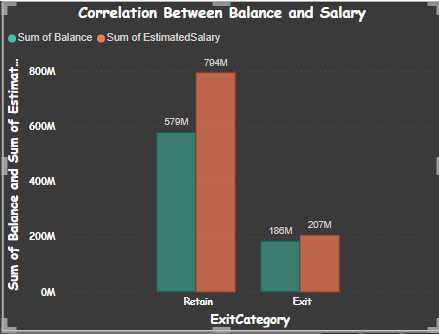 Correlation Between Balance and Salary
Sum of Balance Sum of EstimatedSalary
Sum of Balance and Sum of Estimat...
800M
600M
400M
200M
0M
794M
579M
186M
207M
Retain
Exit
ExitCategory